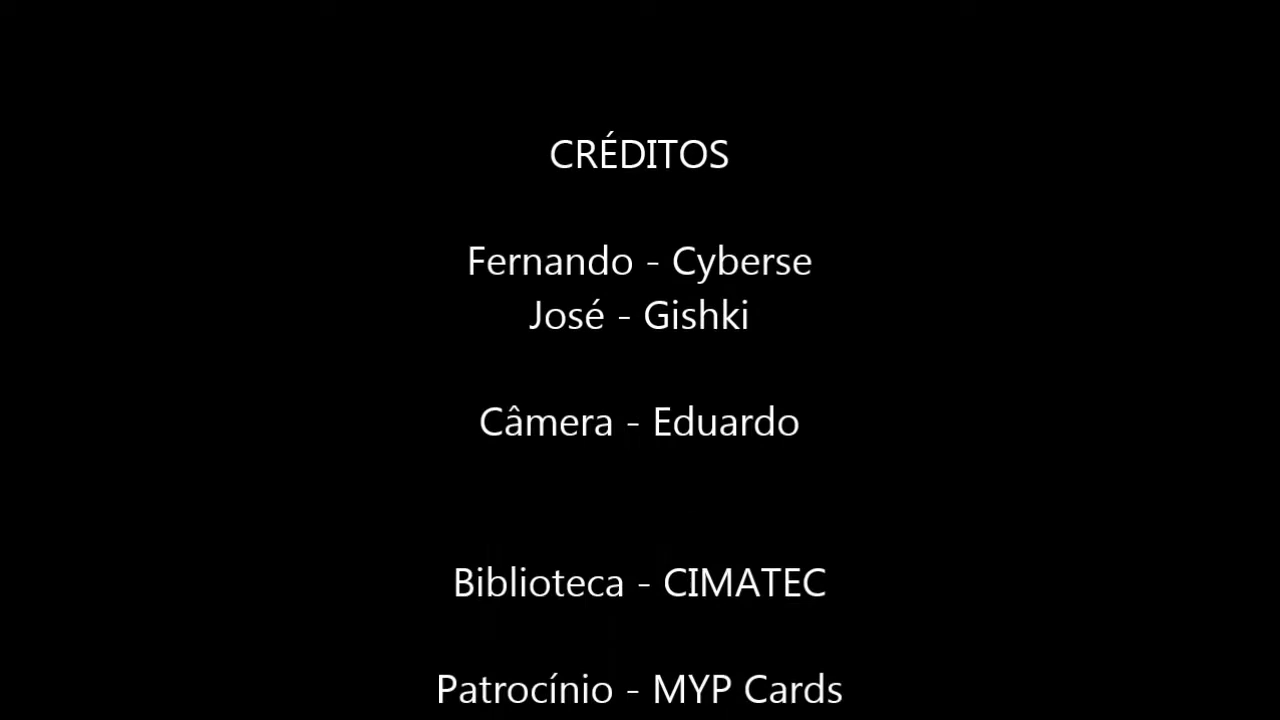 CRÉDITOS
Fernando - Cyberse
José - Gishki
Câmera - Eduardo
Biblioteca - CIMATEC
Patrocínio - MYP Cards